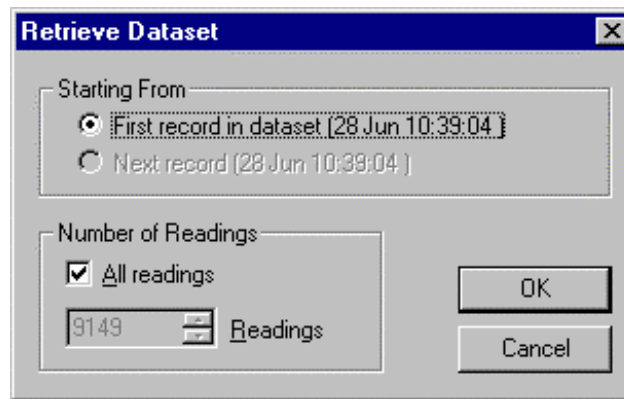 Retrieve Dataset
Starting From
First record in dataset (28 Jun 10:39:04 )
Next record (28 Jun 10:39:04 )
Number of Readings
All readings
9149 Readings
OK
Cancel